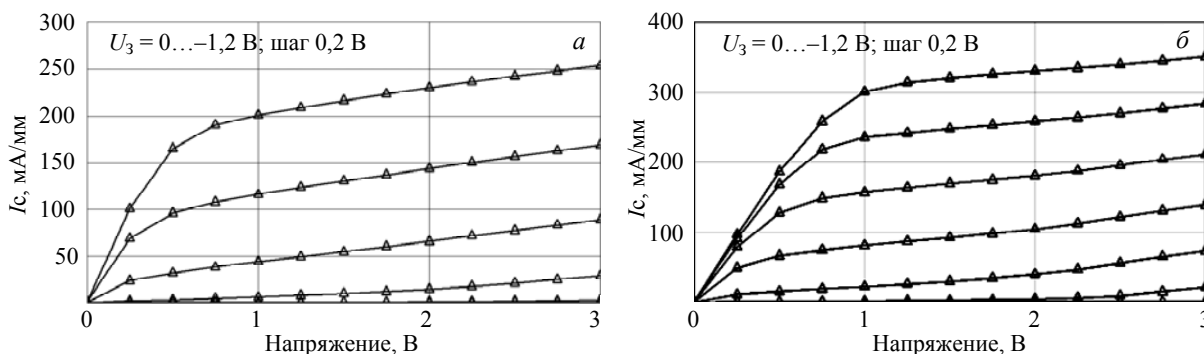 300
250
200
150
100
50
0
1
2
3
Iс, мА/мм
Напряжение, В
U_З = 0…–1,2 В; шаг 0,2 В
а
400
300
200
100
0
1
2
3
Iс, мА/мм
Напряжение, В
U_З = 0…–1,2 В; шаг 0,2 В
б